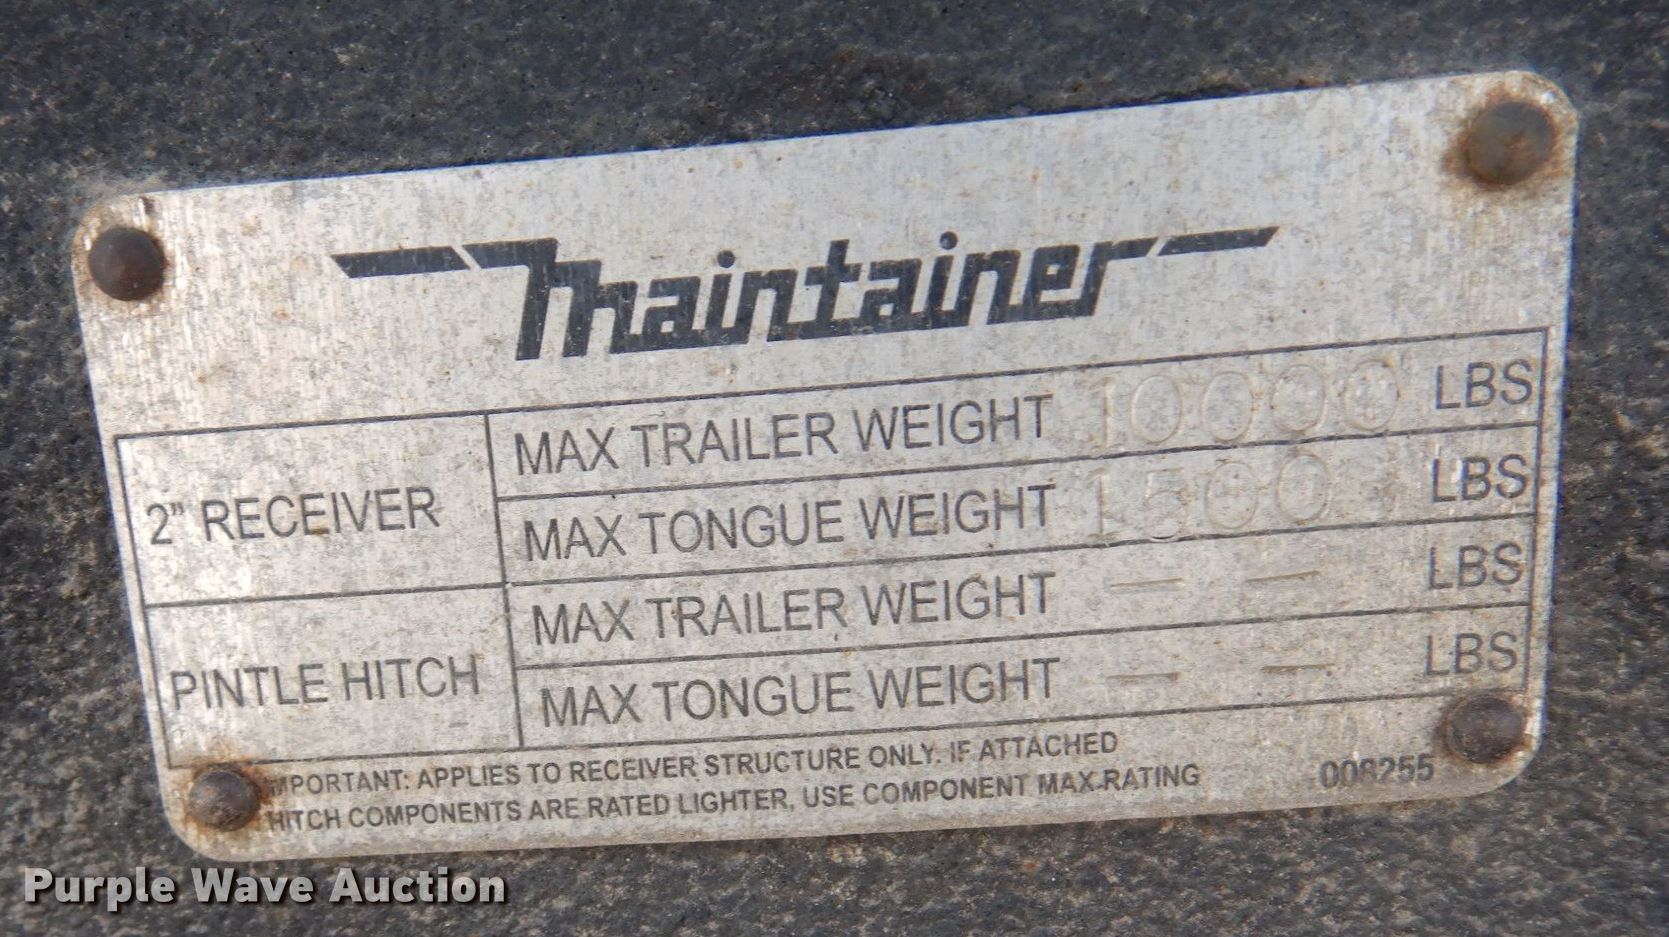 maintainer
2" RECEIVER
MAX TRAILER WEIGHT 10000 LBS
MAX TONGUE WEIGHT 1500 LBS
PINTLE HITCH
MAX TRAILER WEIGHT — — LBS
MAX TONGUE WEIGHT — — LBS
IMPORTANT: APPLIES TO RECEIVER STRUCTURE ONLY. IF ATTACHED
HITCH COMPONENTS ARE RATED LIGHTER, USE COMPONENT MAX RATING
Purple Wave Auction